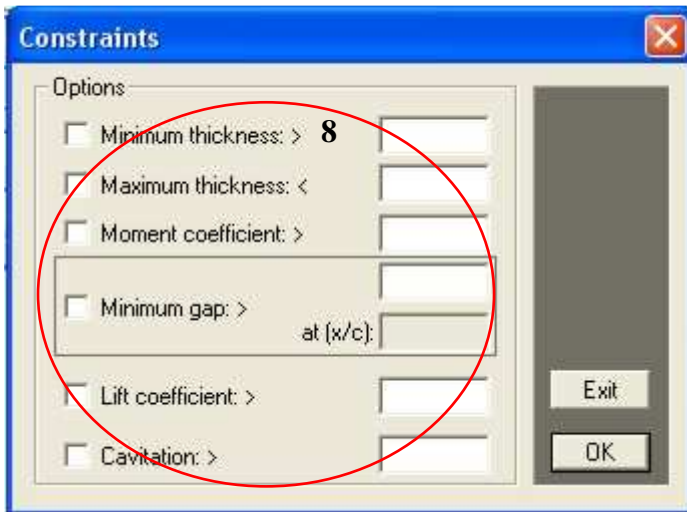 Constraints
Options
Minimum thickness: > 8
Maximum thickness: <
Moment coefficient: >
Minimum gap: >
at (x/c):
Lift coefficient: >
Cavitation: >
Exit
OK